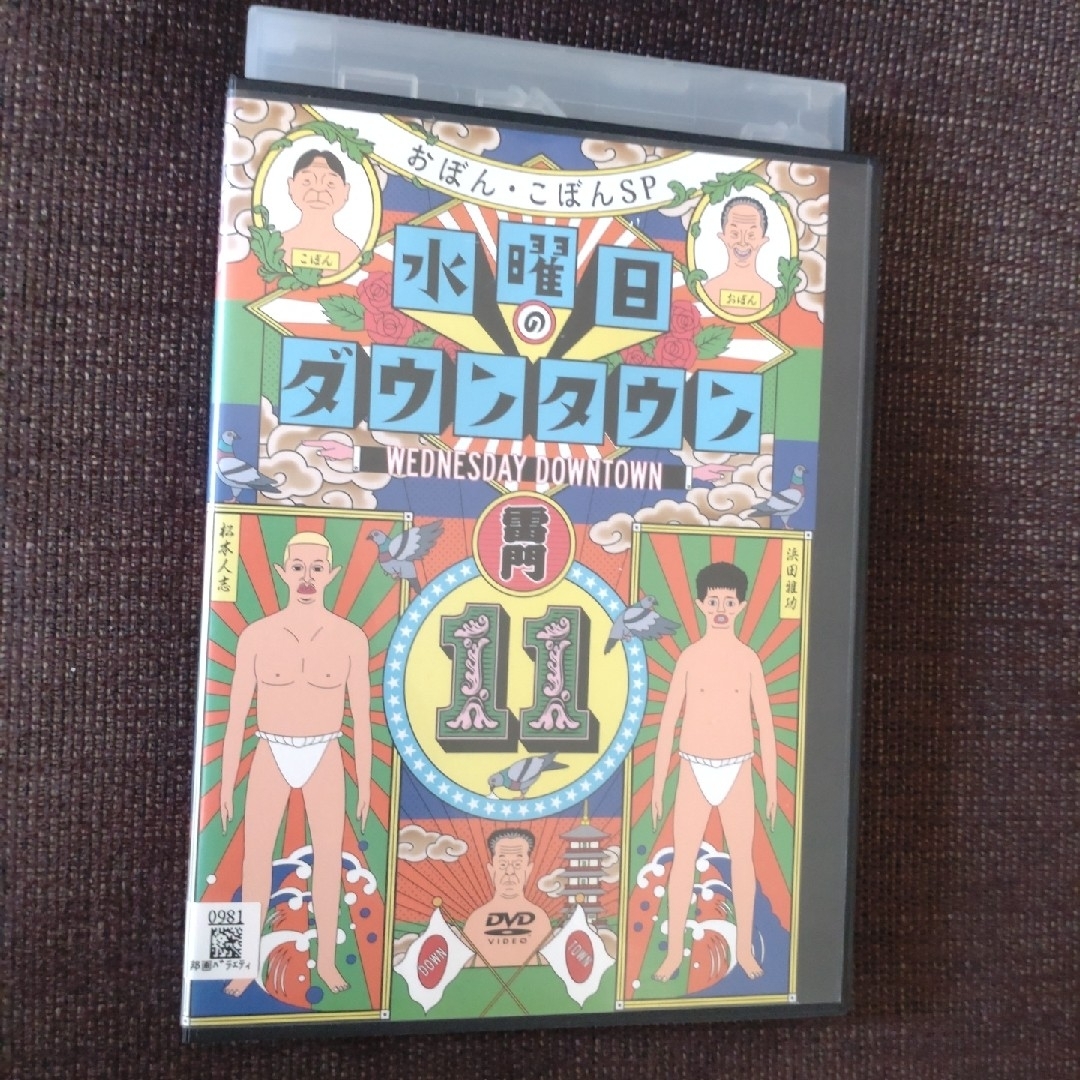 おぼん・こぼんSP
こぼん
おぼん
水曜日
の
ダウンタウン
WEDNESDAY DOWNTOWN
雷門
松本人志
浜田雅功
11
DVD
VIDEO
DOWN
TOWN
0981
邦画バラエティ